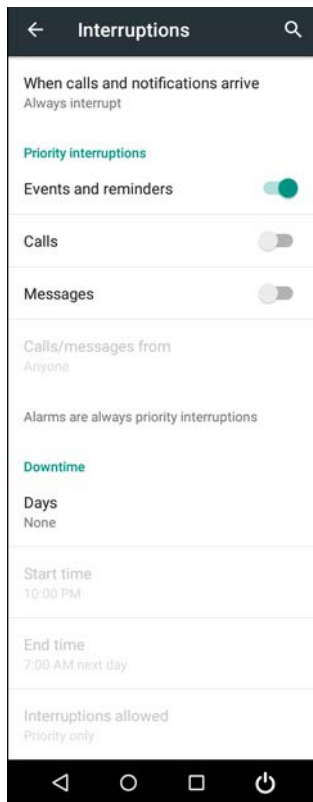 Interruptions
When calls and notifications arrive
Always interrupt
Priority interruptions
Events and reminders
Calls
Messages
Calls/messages from
Anyone
Alarms are always priority interruptions
Downtime
Days
None
Start time
10:00 PM
End time
7:00 AM next day
Interruptions allowed
Priority only